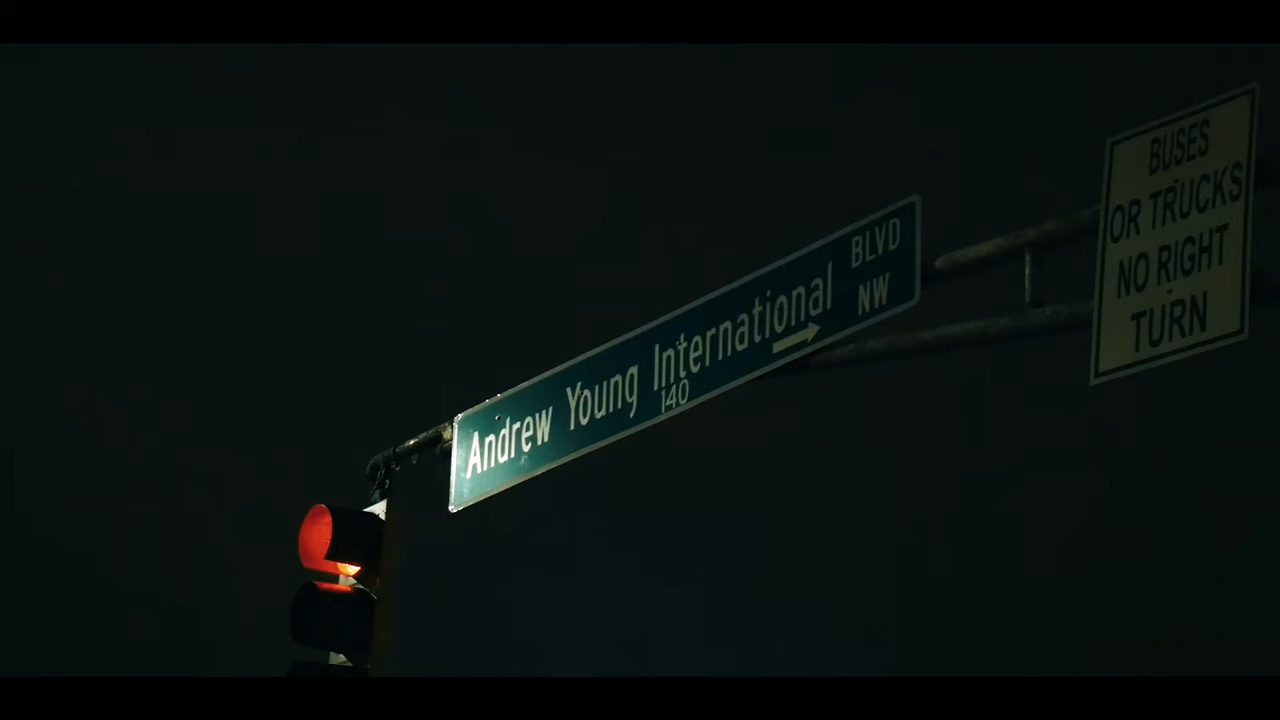 Andrew Young International BLVD NW
140
BUSES
OR TRUCKS
NO RIGHT
TURN